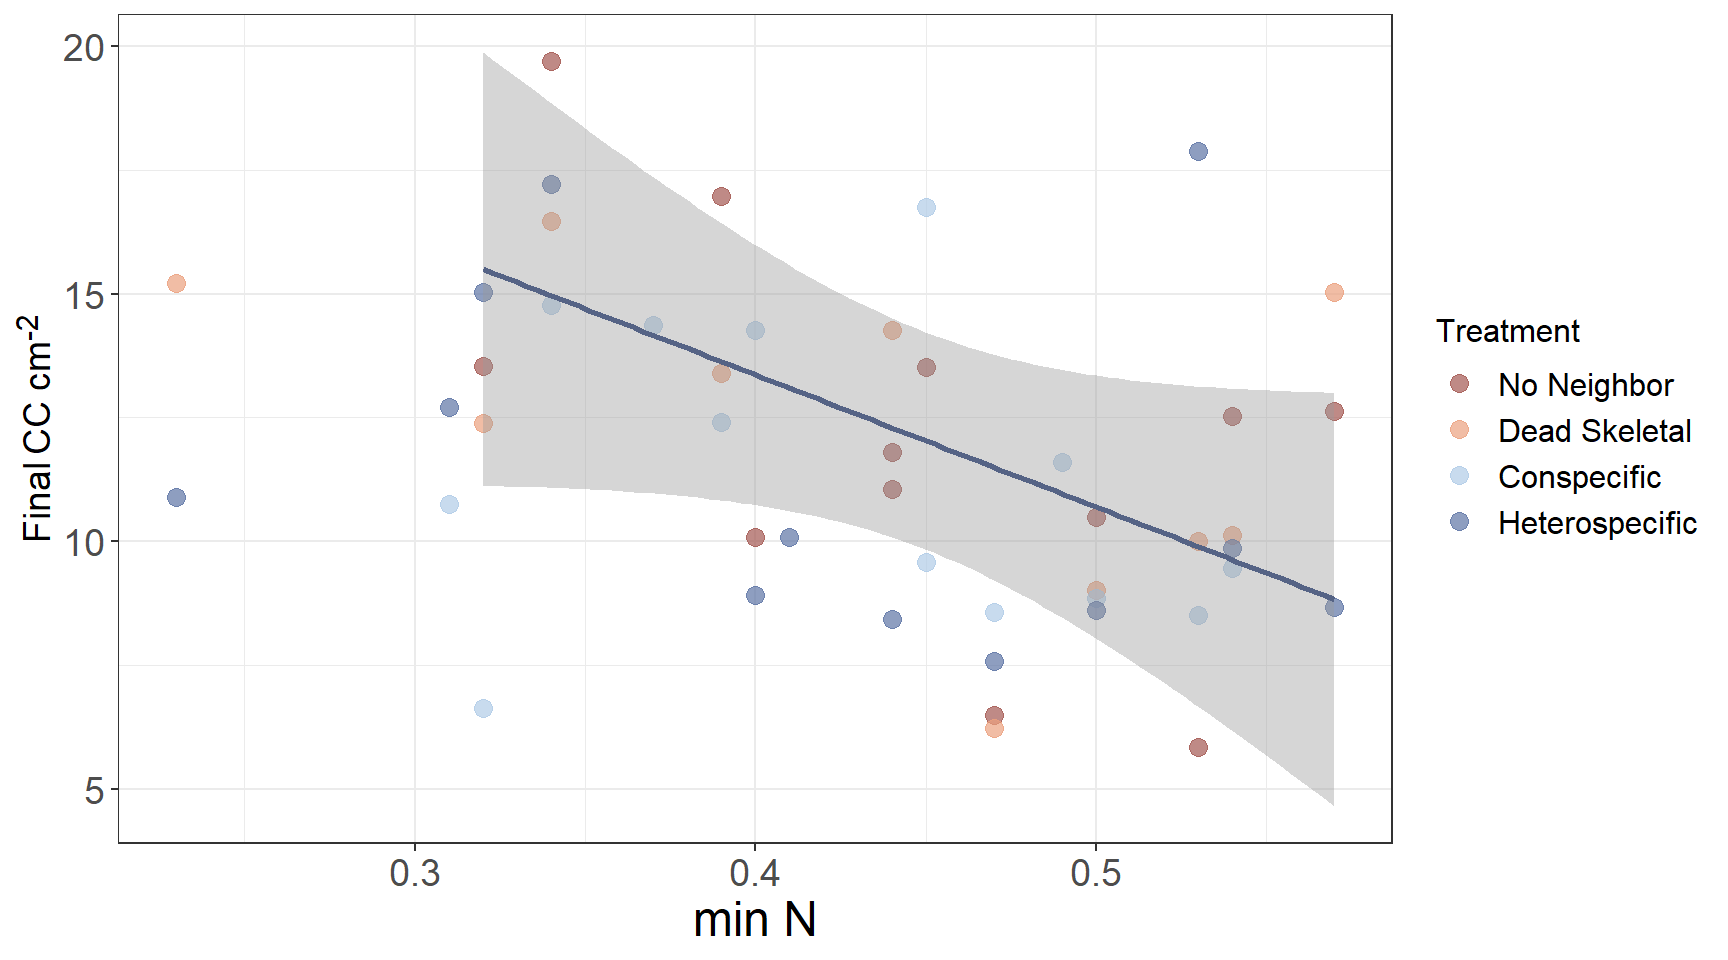 20
15
10
5
Final CC cm-2
0.3 0.4 0.5
min N
Treatment
No Neighbor
Dead Skeletal
Conspecific
Heterospecific